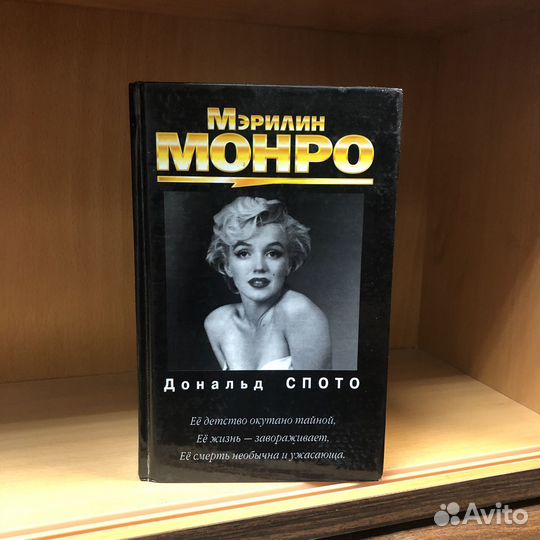 Мэрилин
МОНРО
Дональд СПОТО
Её детство окутано тайной,
Её жизнь — завораживает,
Её смерть необычна и ужасающа.
Avito